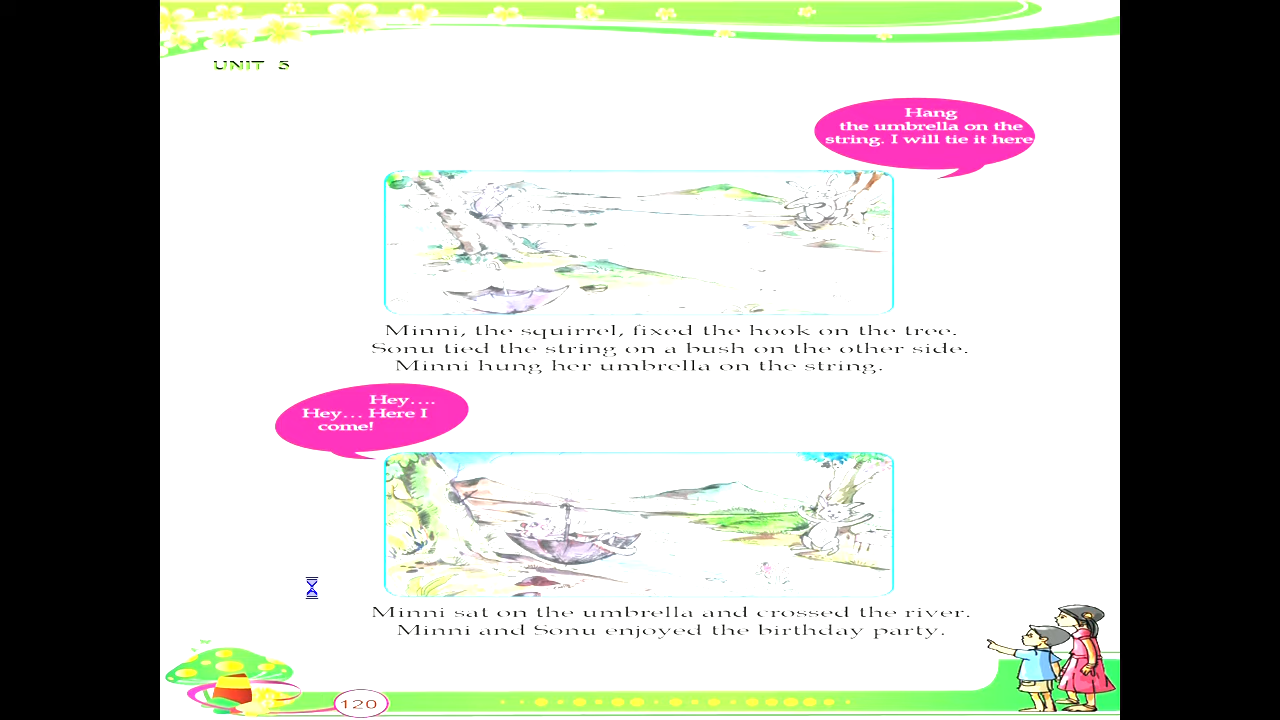 UNIT 5
Hang
the umbrella on the
string. I will tie it here
Minni, the squirrel, fixed the hook on the tree.
Sonu tied the string on a bush on the other side.
Minni hung her umbrella on the string.
Hey....
Hey... Here I
come!
Minni sat on the umbrella and crossed the river.
Minni and Sonu enjoyed the birthday party.
120